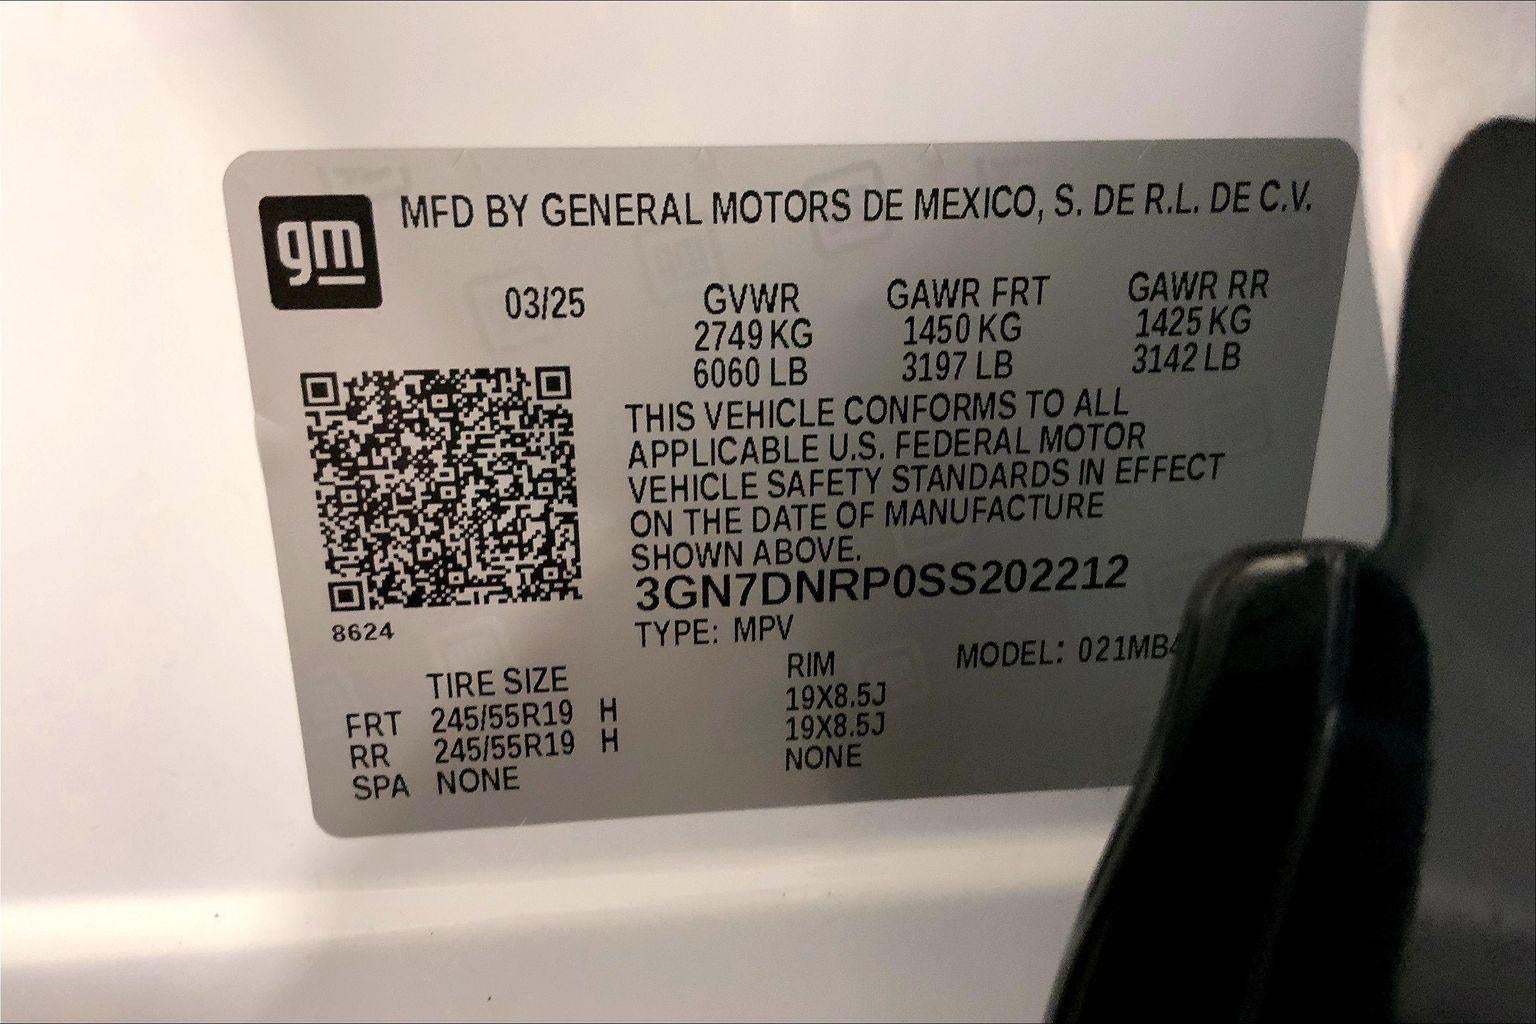 gm
MFD BY GENERAL MOTORS DE MEXICO, S. DE R.L. DE C.V.
03/25 GVWR GAWR FRT GAWR RR
2749 KG 1450 KG 1425 KG
6060 LB 3197 LB 3142 LB
THIS VEHICLE CONFORMS TO ALL
APPLICABLE U.S. FEDERAL MOTOR
VEHICLE SAFETY STANDARDS IN EFFECT
ON THE DATE OF MANUFACTURE
SHOWN ABOVE.
3GN7DNRP0SS202212
8624
TYPE: MPV
MODEL:
TIRE SIZE RIM
FRT 245/55R19 H 19X8.5J
RR 245/55R19 H 19X8.5J
SPA NONE NONE